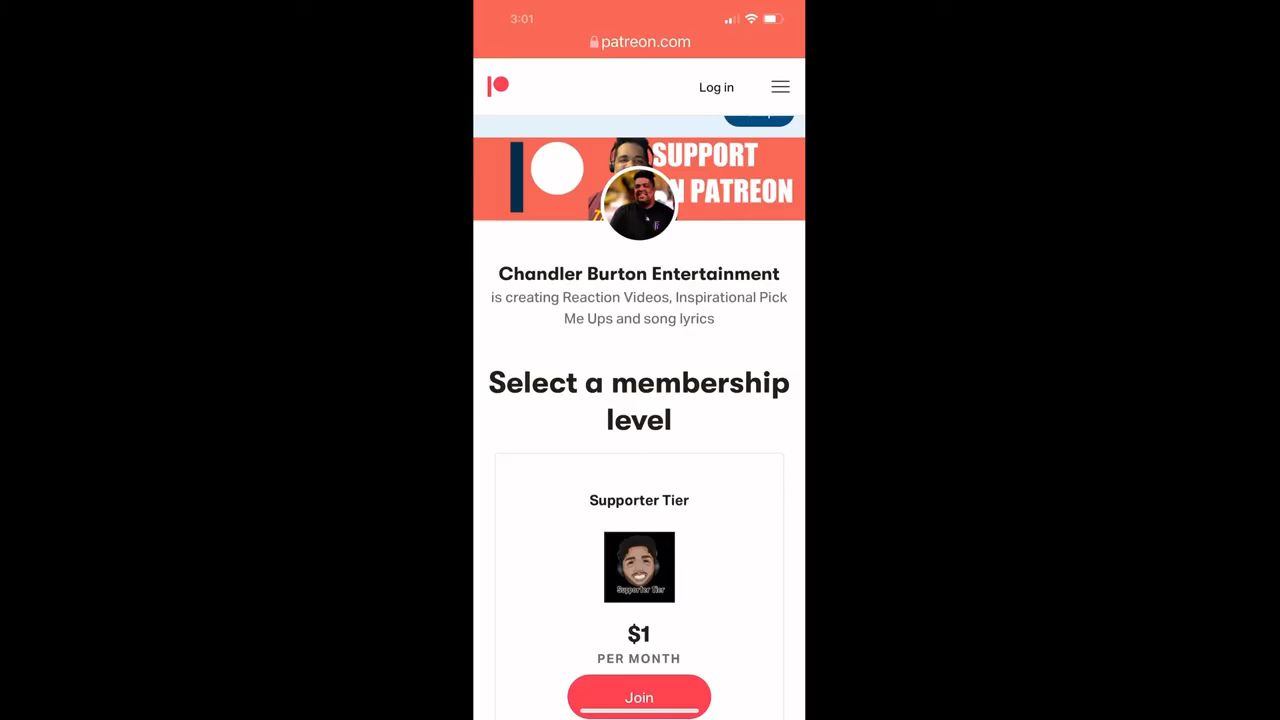 3:01
patreon.com
Log in
SUPPORT
N PATREON
Chandler Burton Entertainment
is creating Reaction Videos, Inspirational Pick
Me Ups and song lyrics
Select a membership
level
Supporter Tier
Supporter Tier
$1
PER MONTH
Join